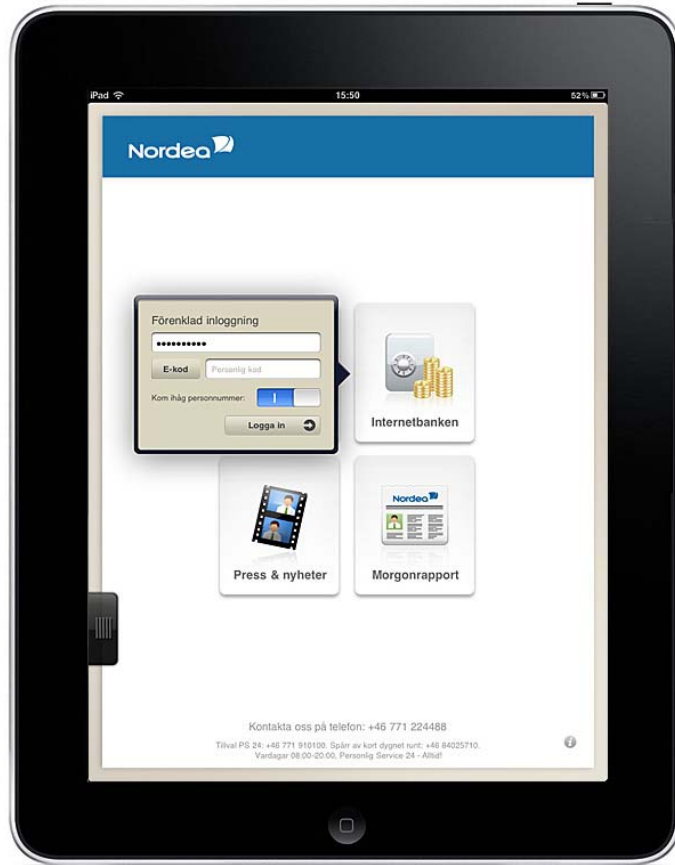 iPad 15:50 52%
Nordea
Förenklad inloggning
••••••••••
E-kod Personlig kod
Kom ihåg personnummer:
Logga in
Internetbanken
Press & nyheter
Nordea
Morgonrapport
Kontakta oss på telefon: +46 771 224488
Tillval PS 24: +46 771 910100. Spärr av kort dygnet runt: +46 84025710.
Vardagar 08:00-20:00, Personlig Service 24 - Alltid!